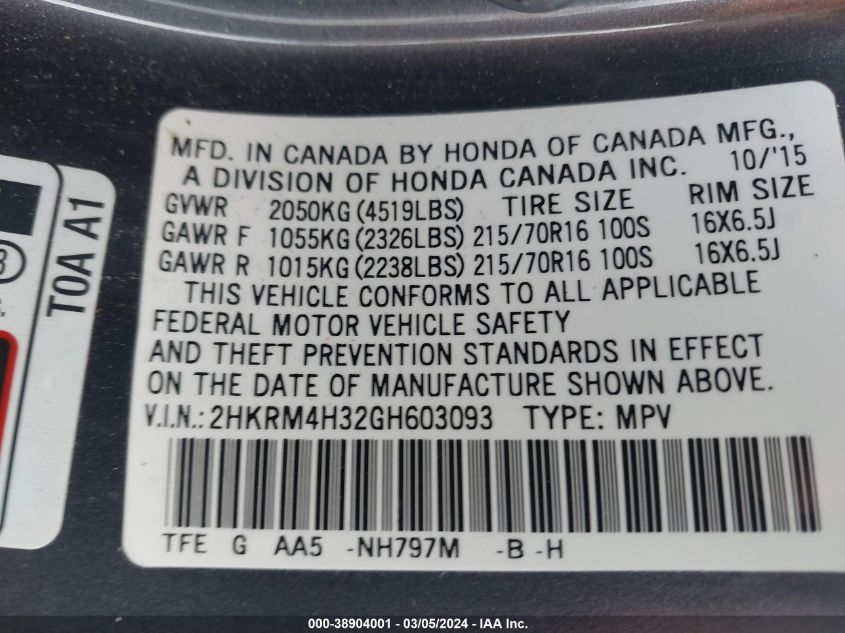 MFD. IN CANADA BY HONDA OF CANADA MFG.,
A DIVISION OF HONDA CANADA INC. 10/'15
GVWR 2050KG (4519LBS) TIRE SIZE RIM SIZE
GAWR F 1055KG (2326LBS) 215/70R16 100S 16X6.5J
GAWR R 1015KG (2238LBS) 215/70R16 100S 16X6.5J
THIS VEHICLE CONFORMS TO ALL APPLICABLE
FEDERAL MOTOR VEHICLE SAFETY
AND THEFT PREVENTION STANDARDS IN EFFECT
ON THE DATE OF MANUFACTURE SHOWN ABOVE.
V.I.N.: 2HKRM4H32GH603093 TYPE: MPV
TFE G AA5 -NH797M -B -H
T0A A1
000-38904001 - 03/05/2024 - IAA Inc.